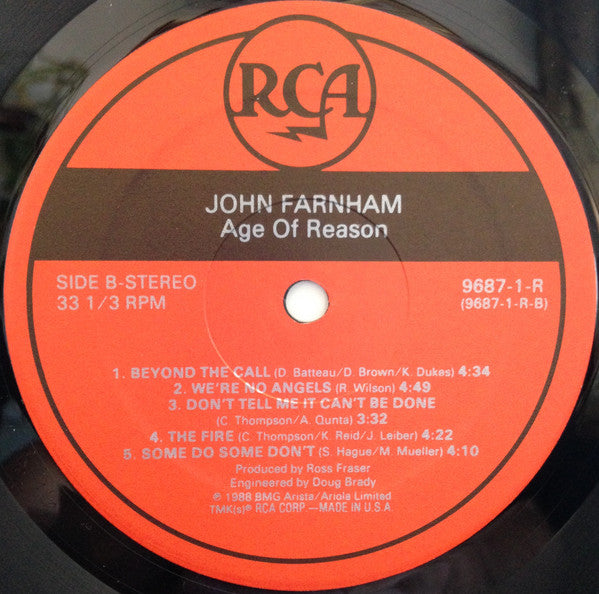 RCA
JOHN FARNHAM
Age Of Reason
SIDE B-STEREO
33 1/3 RPM
9687-1-R
(9687-1-R-B)
1. BEYOND THE CALL (D. Batteau/D. Brown/K. Dukes) 4:34
2. WE'RE NO ANGELS (R. Wilson) 4:49
3. DON'T TELL ME IT CAN'T BE DONE
(C. Thompson/A. Qunta) 3:32
4. THE FIRE (C. Thompson/K. Reid/J. Leiber) 4:22
5. SOME DO SOME DON'T (S. Hague/M. Mueller) 4:10
Produced by Ross Fraser
Engineered by Doug Brady
℗ 1988 BMG Arista/Ariola Limited
TMK(s)® RCA CORP.—MADE IN U.S.A.